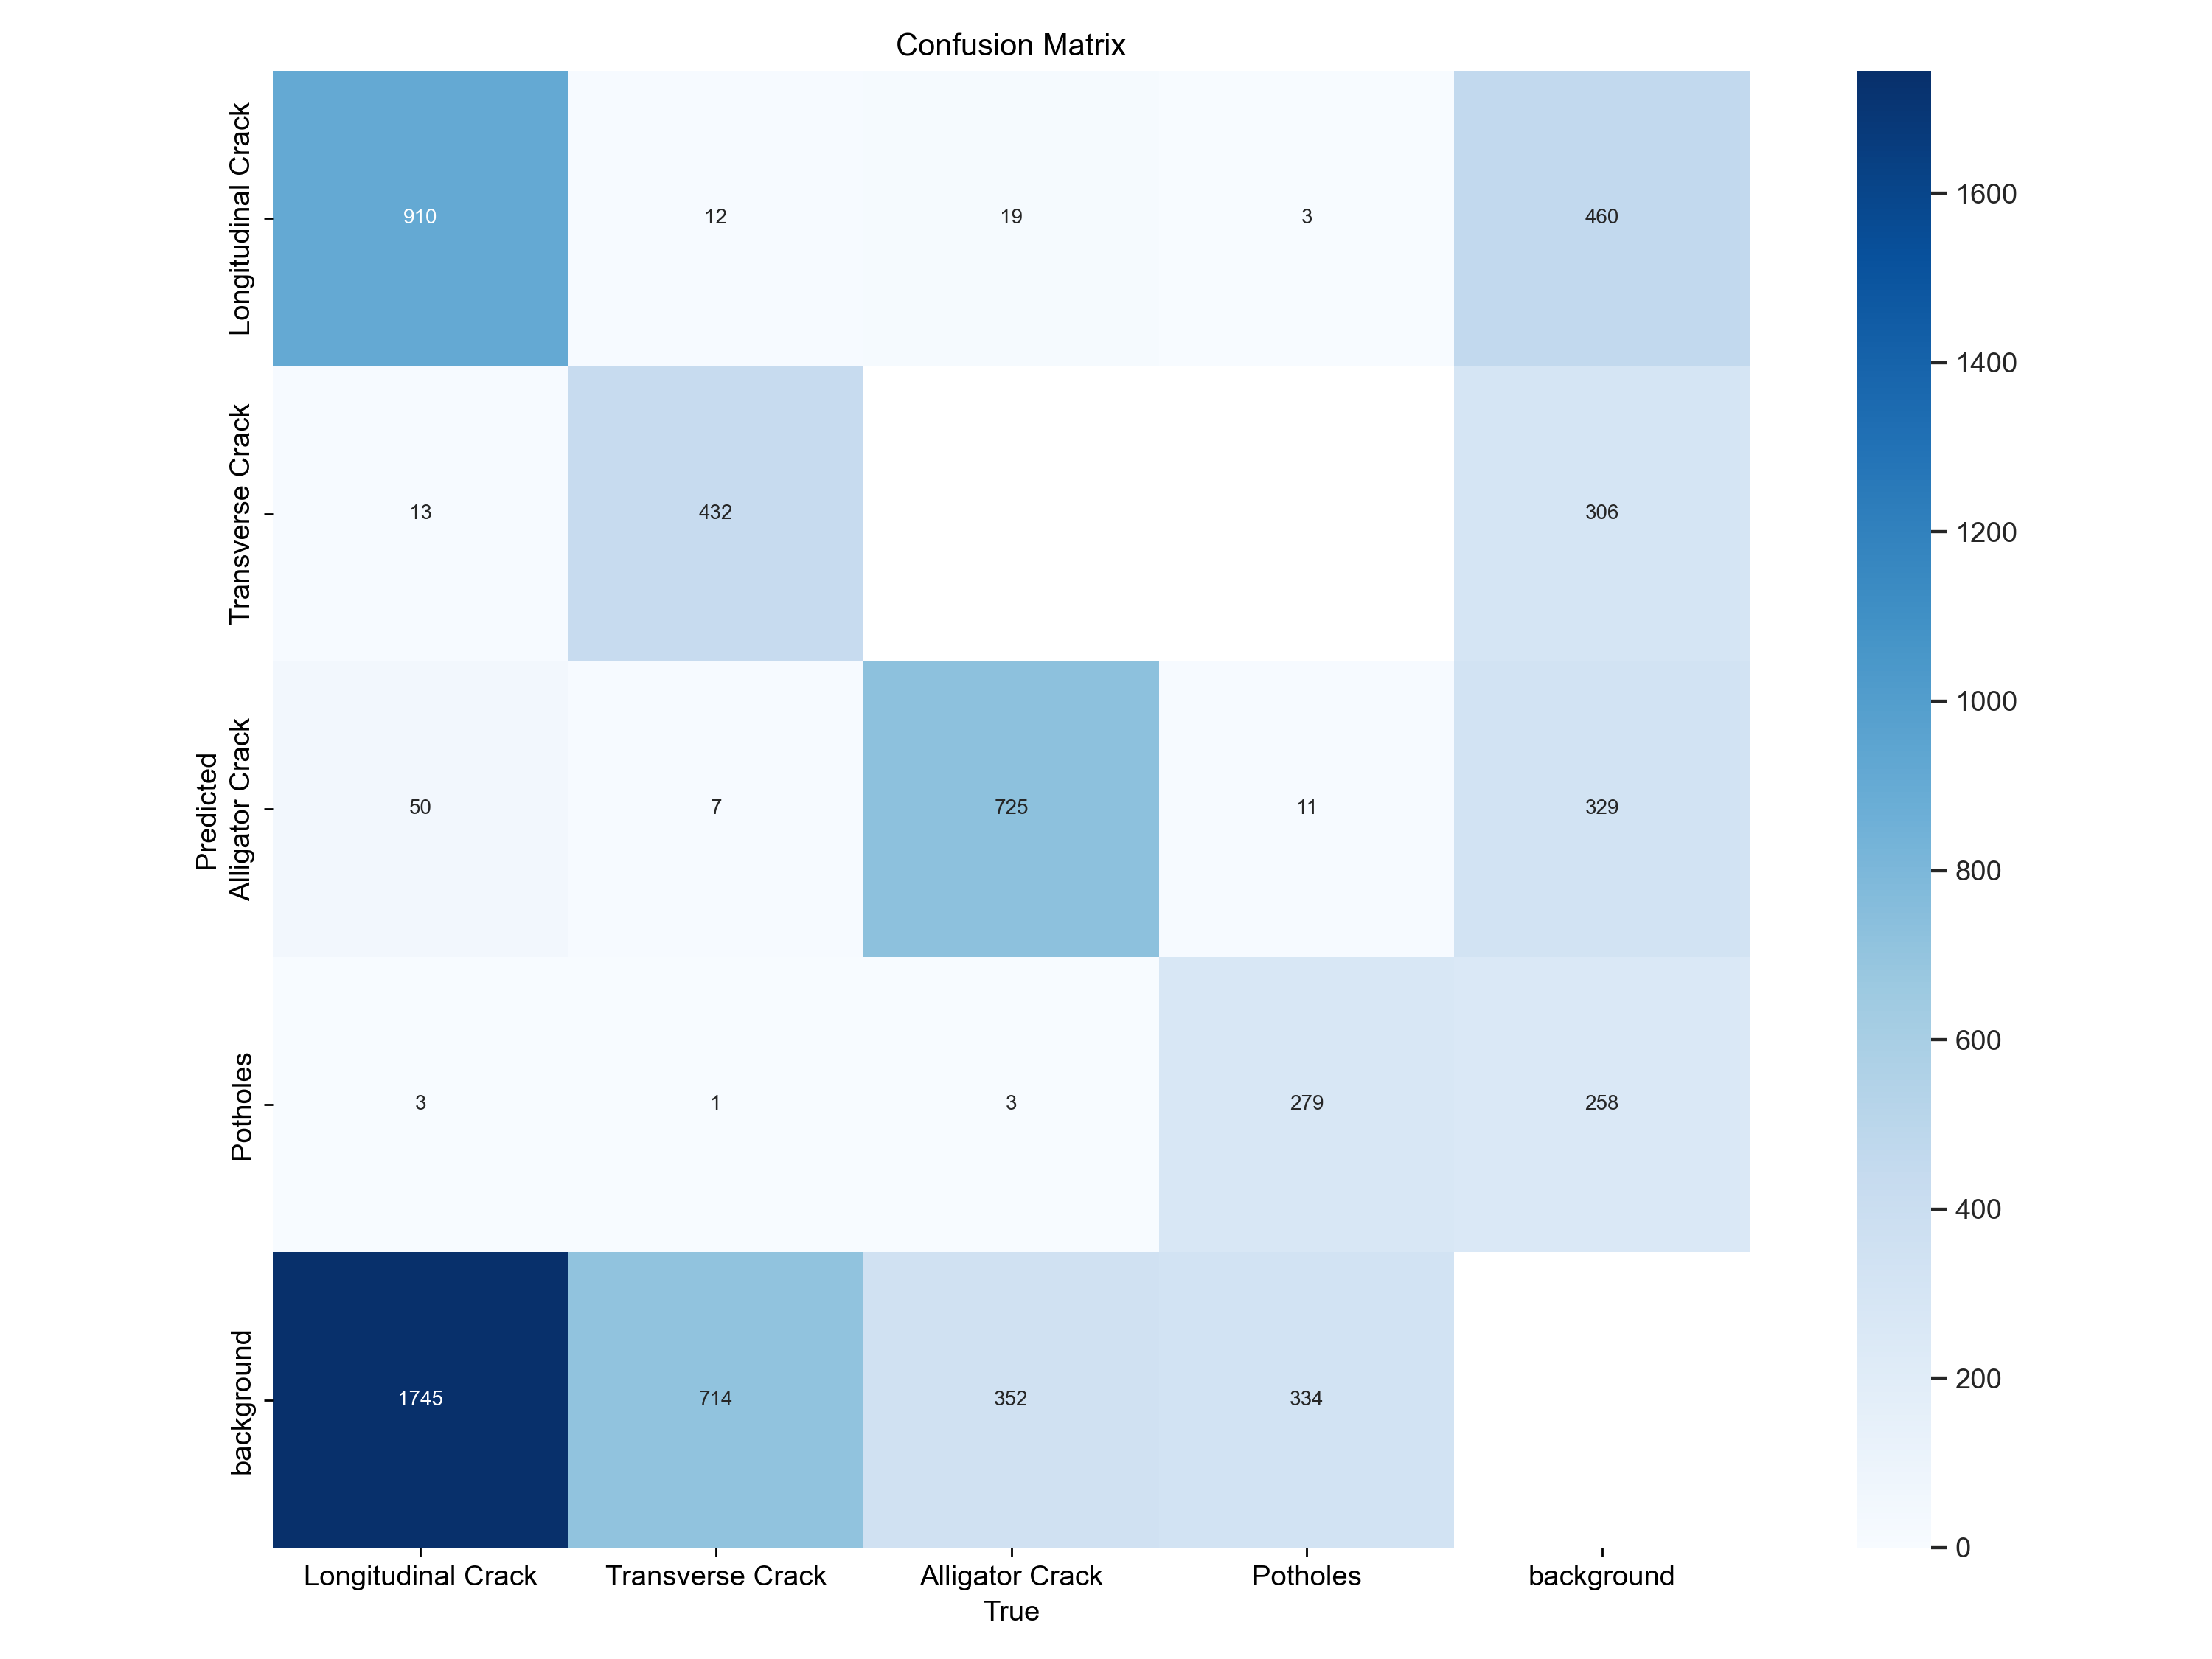 Confusion Matrix
Longitudinal Crack
910 12 19 3 460
Transverse Crack
13 432 306
Predicted
Alligator Crack
50 7 725 11 329
Potholes
3 1 3 279 258
background
1745 714 352 334
Longitudinal Crack Transverse Crack Alligator Crack Potholes background
True
1600
1400
1200
1000
800
600
400
200
0